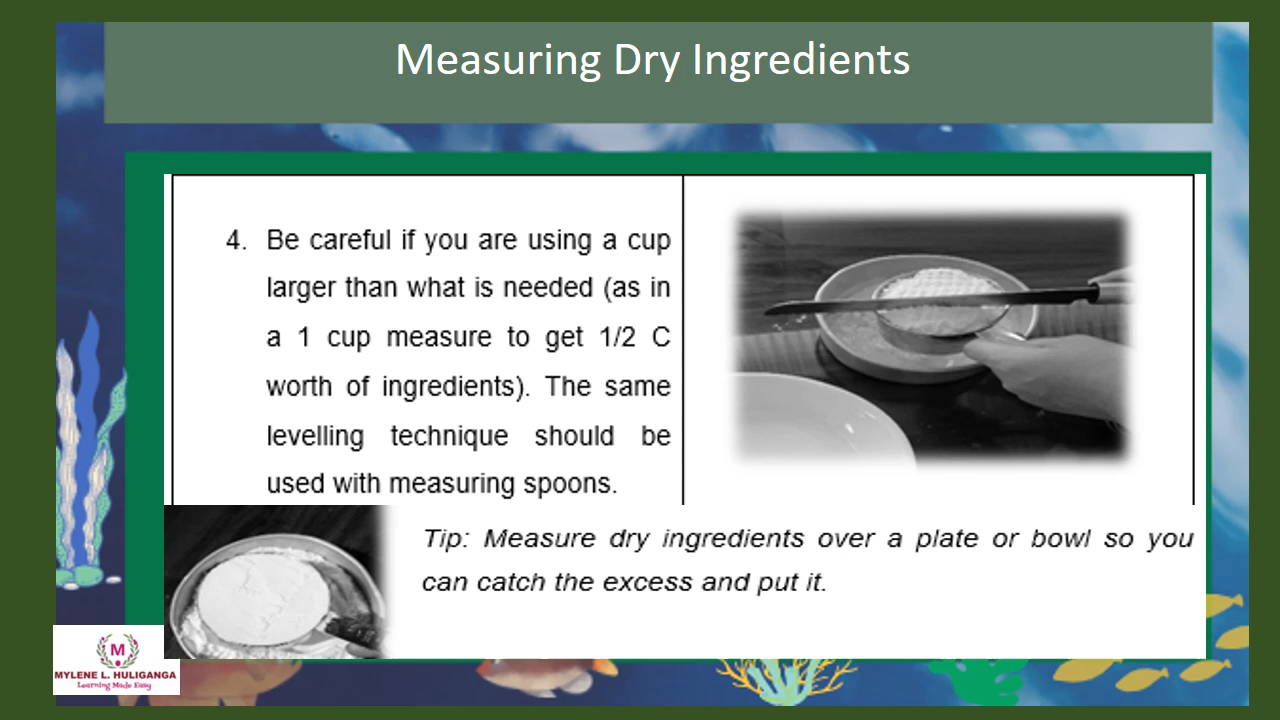 Measuring Dry Ingredients
4. Be careful if you are using a cup
larger than what is needed (as in
a 1 cup measure to get 1/2 C
worth of ingredients). The same
levelling technique should be
used with measuring spoons.
Tip: Measure dry ingredients over a plate or bowl so you
can catch the excess and put it.
M
MYLENE L. HULIGANGA
Learning Made Easy